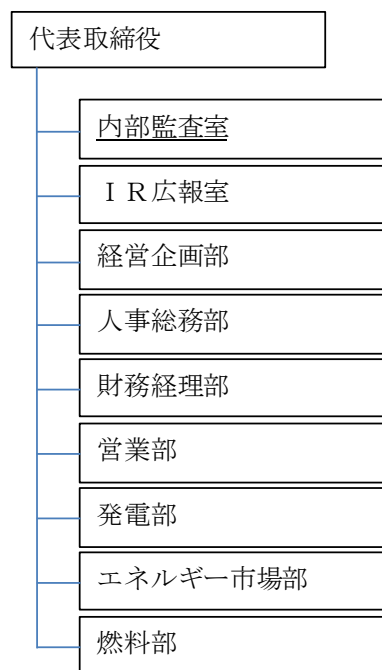 代表取締役
内部監査室
ＩＲ広報室
経営企画部
人事総務部
財務経理部
営業部
発電部
エネルギー市場部
燃料部